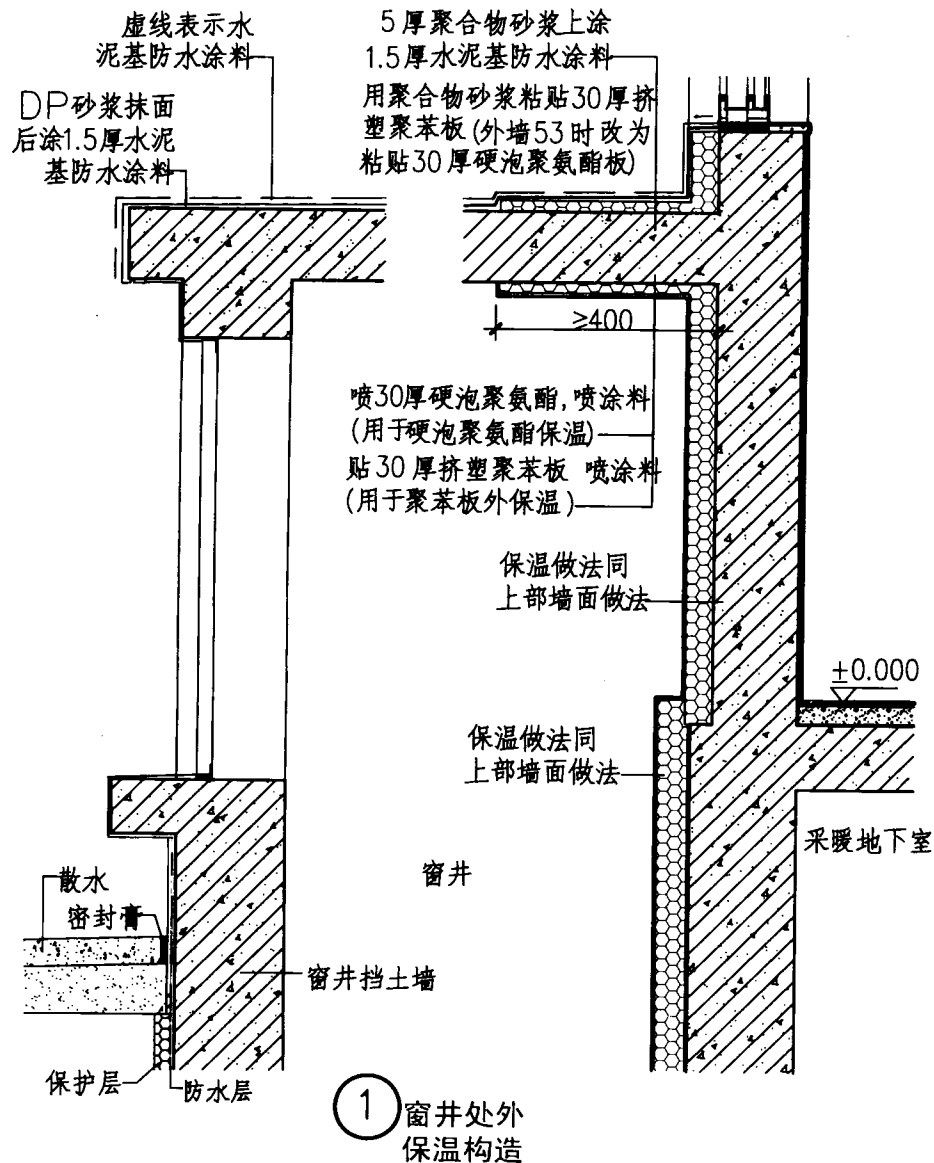 虚线表示水
泥基防水涂料
DP砂浆抹面
后涂1.5厚水泥
基防水涂料
5厚聚合物砂浆上涂
1.5厚水泥基防水涂料
用聚合物砂浆粘贴30厚挤
塑聚苯板(外墙53时改为
粘贴30厚硬泡聚氨酯板)
≥400
喷30厚硬泡聚氨酯,喷涂料
(用于硬泡聚氨酯保温)
贴30厚挤塑聚苯板 喷涂料
(用于聚苯板外保温)
保温做法同
上部墙面做法
±0.000
保温做法同
上部墙面做法
采暖地下室
窗井
散水
密封膏
窗井挡土墙
保护层
防水层
1 窗井处外
保温构造